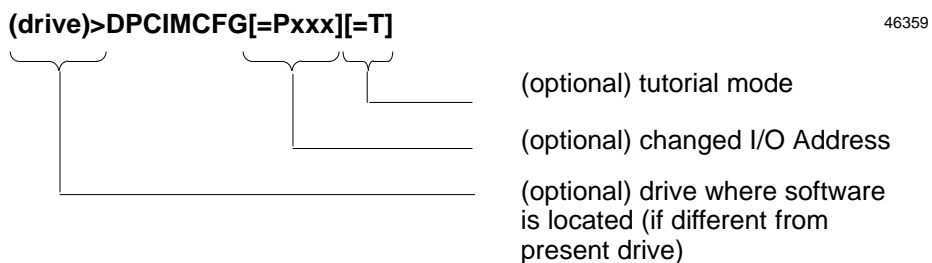 (drive)>DPCIMCFG[=Pxxx][=T]
46359
(optional) tutorial mode
(optional) changed I/O Address
(optional) drive where software
is located (if different from
present drive)